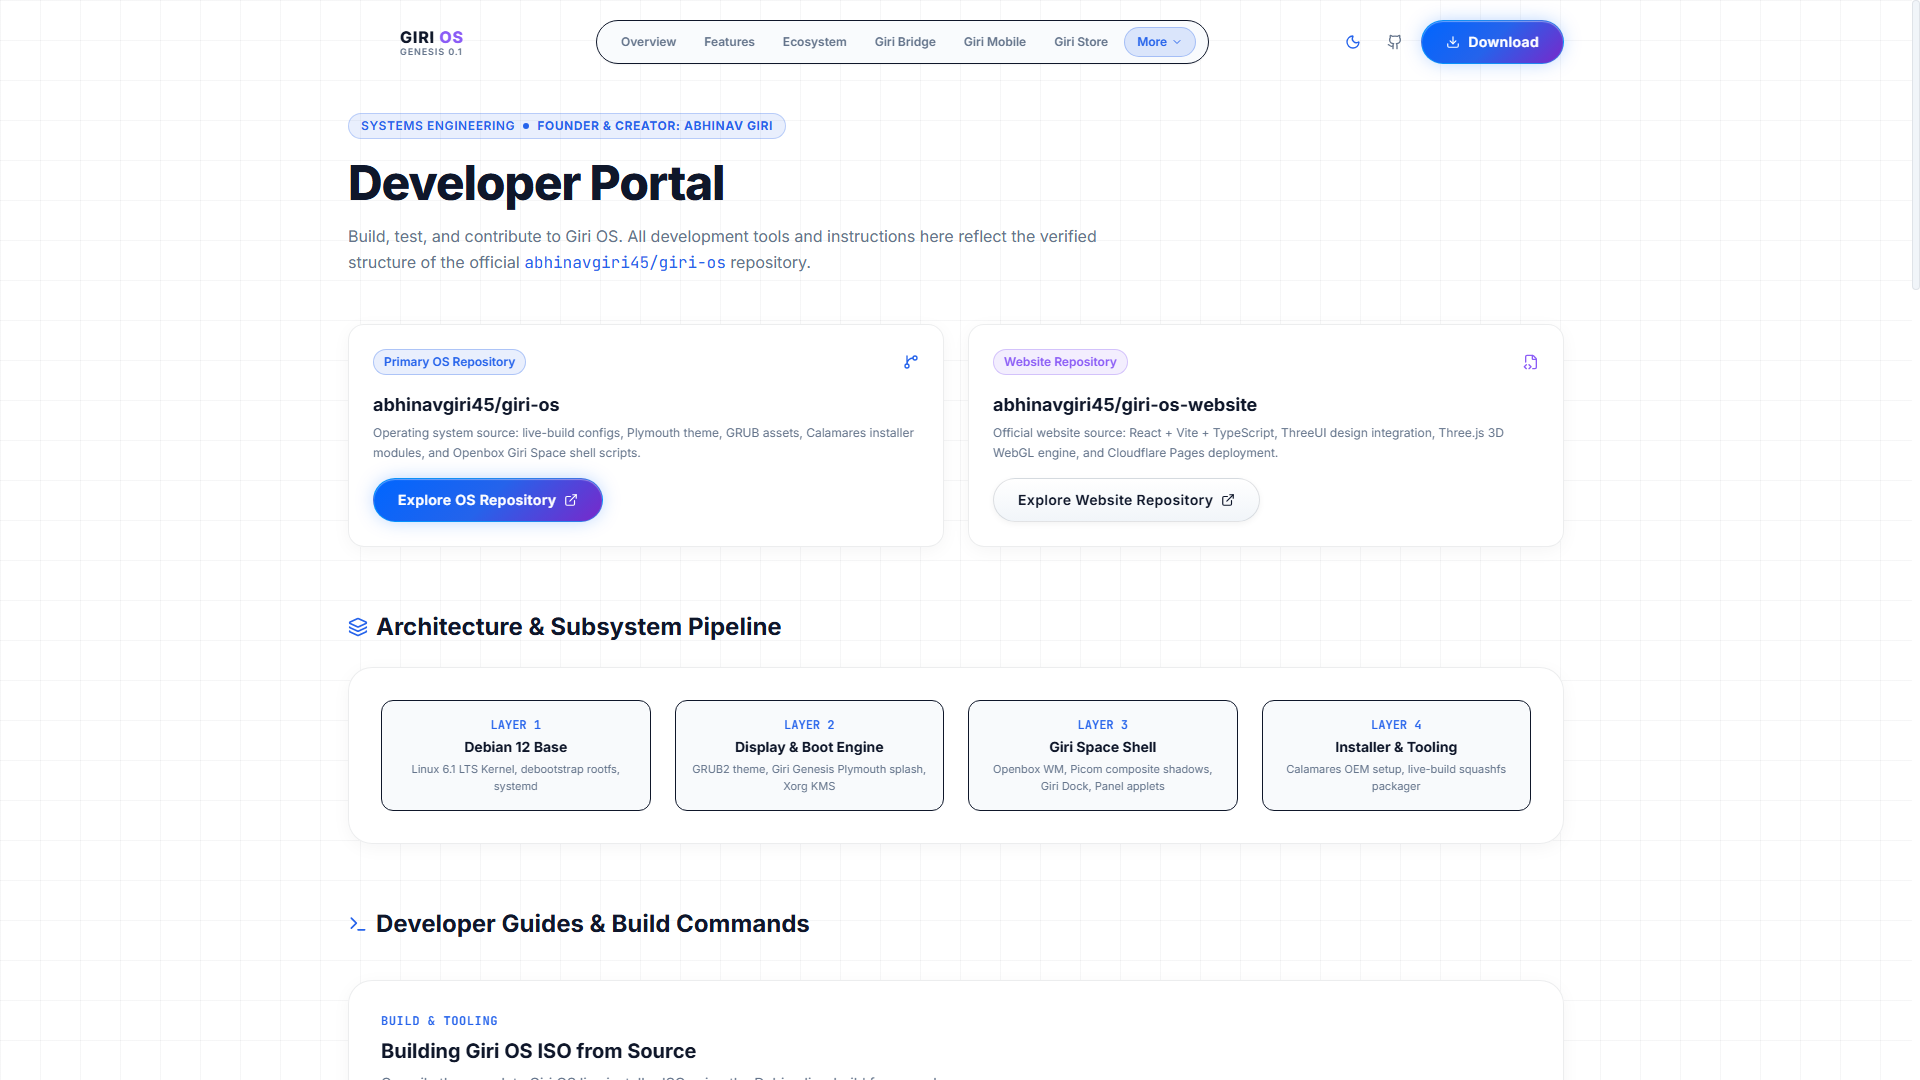 GIRI OS
GENESIS 0.1
Overview Features Ecosystem Giri Bridge Giri Mobile Giri Store More
Download
SYSTEMS ENGINEERING • FOUNDER & CREATOR: ABHINAV GIRI
Developer Portal
Build, test, and contribute to Giri OS. All development tools and instructions here reflect the verified
structure of the official abhinavgiri45/giri-os repository.
Primary OS Repository
abhinavgiri45/giri-os
Operating system source: live-build configs, Plymouth theme, GRUB assets, Calamares installer
modules, and Openbox Giri Space shell scripts.
Explore OS Repository
Website Repository
abhinavgiri45/giri-os-website
Official website source: React + Vite + TypeScript, ThreeUI design integration, Three.js 3D
WebGL engine, and Cloudflare Pages deployment.
Explore Website Repository
Architecture & Subsystem Pipeline
LAYER 1
Debian 12 Base
Linux 6.1 LTS Kernel, debootstrap rootfs,
systemd
LAYER 2
Display & Boot Engine
GRUB2 theme, Giri Genesis Plymouth splash,
Xorg KMS
LAYER 3
Giri Space Shell
Openbox WM, Picom composite shadows,
Giri Dock, Panel applets
LAYER 4
Installer & Tooling
Calamares OEM setup, live-build squashfs
packager
Developer Guides & Build Commands
BUILD & TOOLING
Building Giri OS ISO from Source